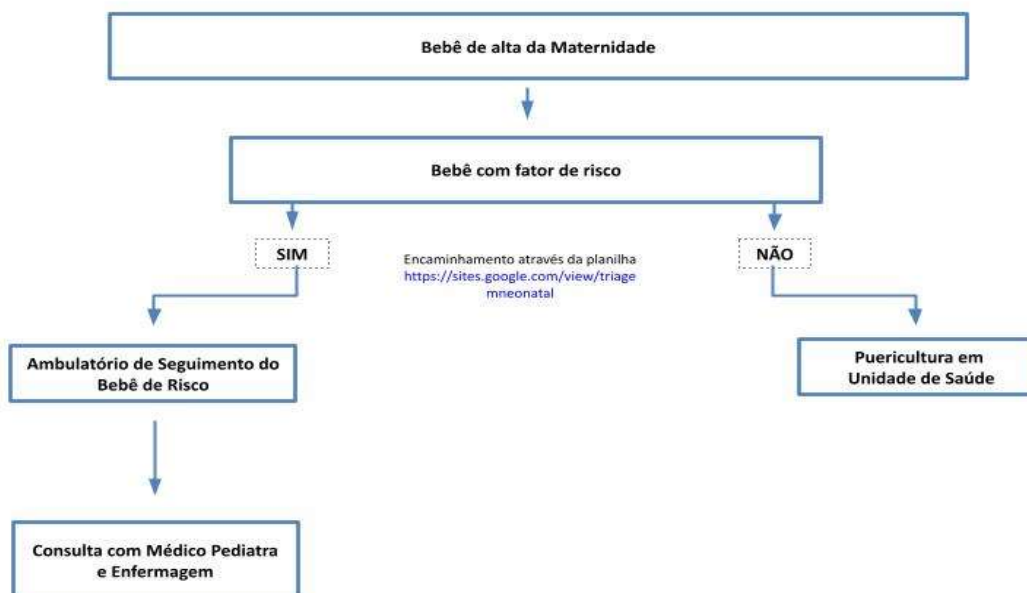 Bebê de alta da Maternidade
Bebê com fator de risco
SIM
Encaminhamento através da planilha
https://sites.google.com/view/triage
mneonatal
NÃO
Ambulatório de Seguimento do
Bebê de Risco
Puericultura em
Unidade de Saúde
Consulta com Médico Pediatra
e Enfermagem